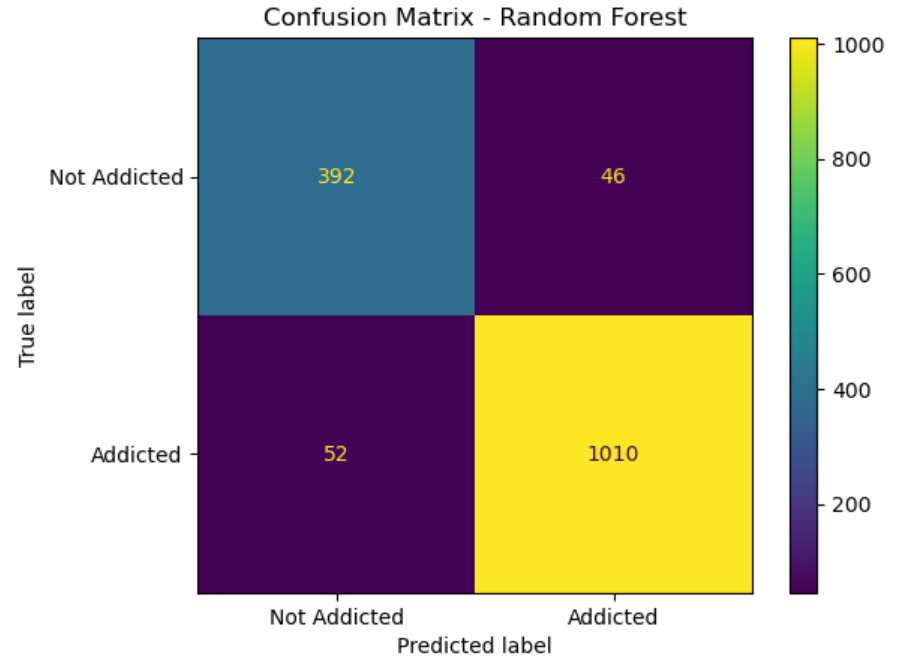 Confusion Matrix - Random Forest
True label
Not Addicted
392
46
Addicted
52
1010
Not Addicted
Addicted
Predicted label
1000
800
600
400
200